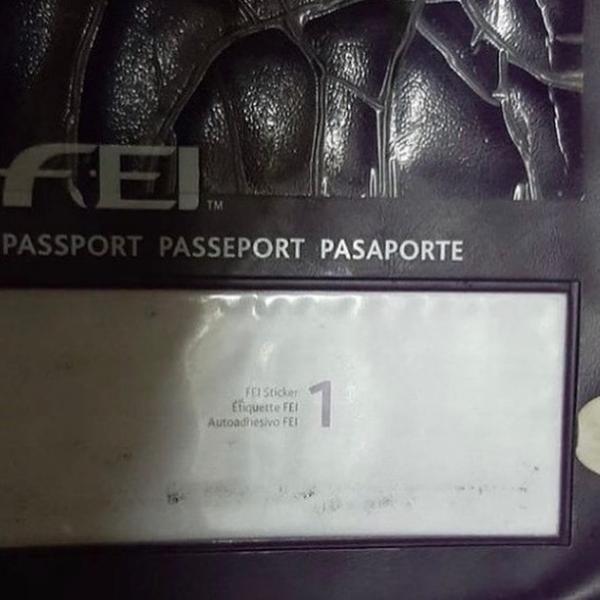 FEI™
PASSPORT PASSEPORT PASAPORTE
FEI Sticker
Étiquette FEI
Autoadhesivo FEI
1